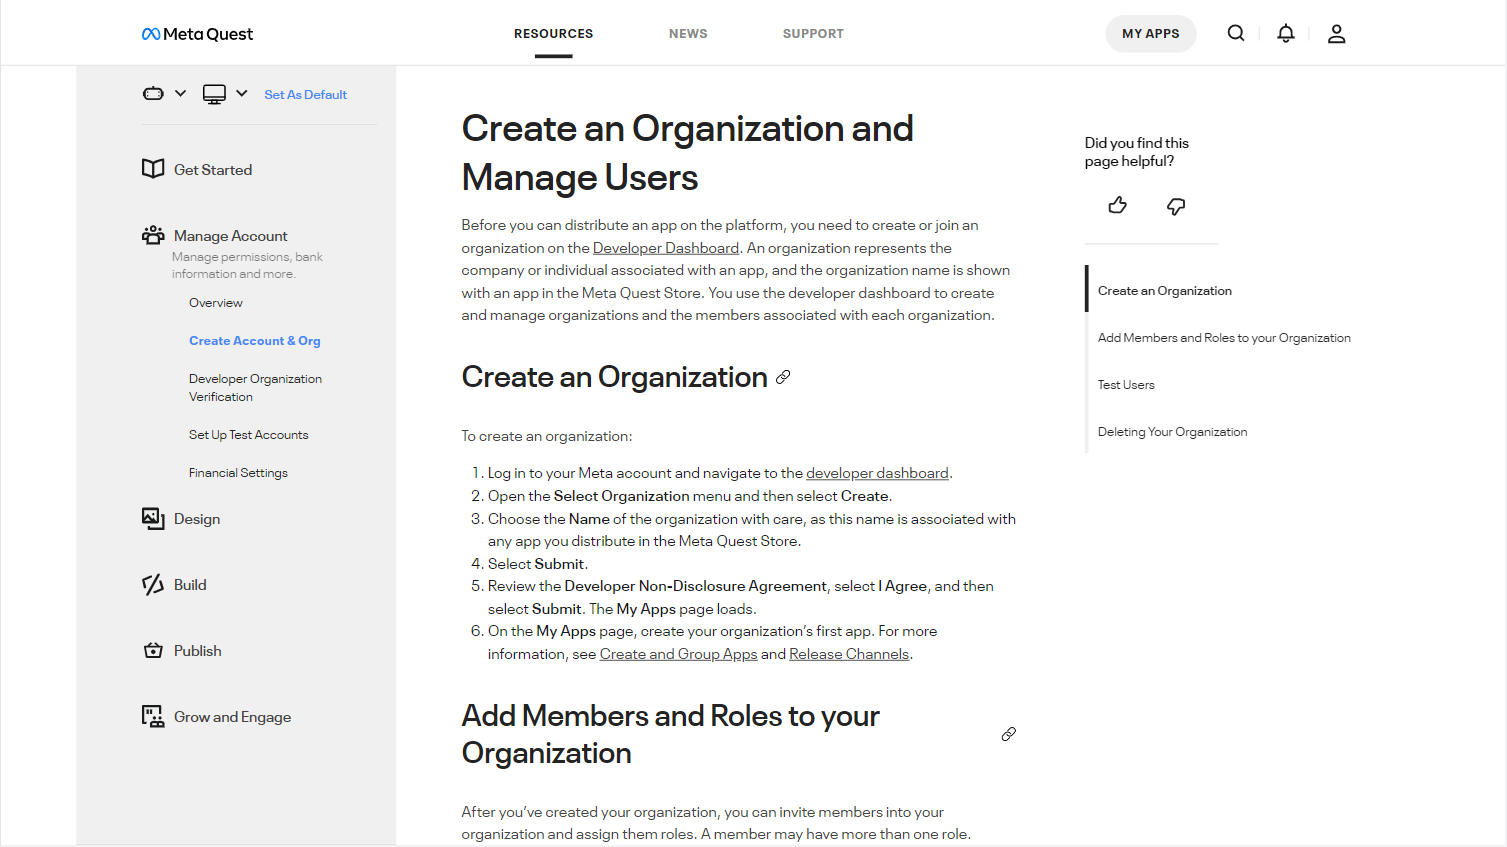 Meta Quest
RESOURCES
NEWS
SUPPORT
MY APPS
Set As Default
Get Started
Manage Account
Manage permissions, bank
information and more.
Overview
Create Account & Org
Developer Organization
Verification
Set Up Test Accounts
Financial Settings
Design
Build
Publish
Grow and Engage
Create an Organization and
Manage Users
Before you can distribute an app on the platform, you need to create or join an
organization on the Developer Dashboard. An organization represents the
company or individual associated with an app, and the organization name is shown
with an app in the Meta Quest Store. You use the developer dashboard to create
and manage organizations and the members associated with each organization.
Create an Organization
To create an organization:
1. Log in to your Meta account and navigate to the developer dashboard.
2. Open the Select Organization menu and then select Create.
3. Choose the Name of the organization with care, as this name is associated with
any app you distribute in the Meta Quest Store.
4. Select Submit.
5. Review the Developer Non-Disclosure Agreement, select I Agree, and then
select Submit. The My Apps page loads.
6. On the My Apps page, create your organization’s first app. For more
information, see Create and Group Apps and Release Channels.
Add Members and Roles to your
Organization
After you’ve created your organization, you can invite members into your
organization and assign them roles. A member may have more than one role.
Did you find this
page helpful?
Create an Organization
Add Members and Roles to your Organization
Test Users
Deleting Your Organization